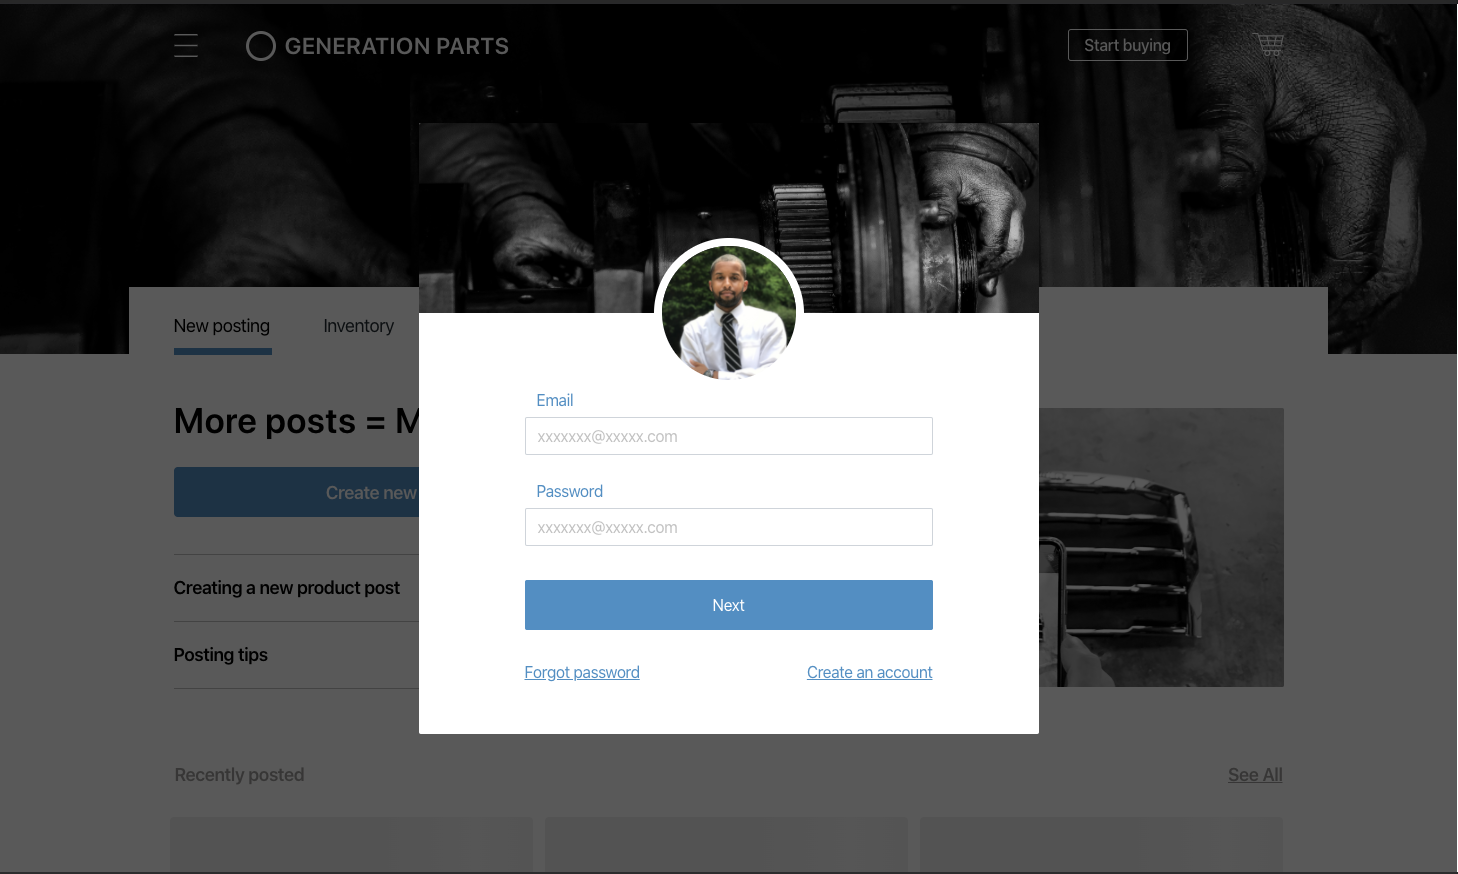 GENERATION PARTS
Start buying
New posting
Inventory
More posts = M
Create new
Creating a new product post
Posting tips
Email
xxxxxxx@xxxxx.com
Password
xxxxxxx@xxxxx.com
Next
Forgot password
Create an account
Recently posted
See All